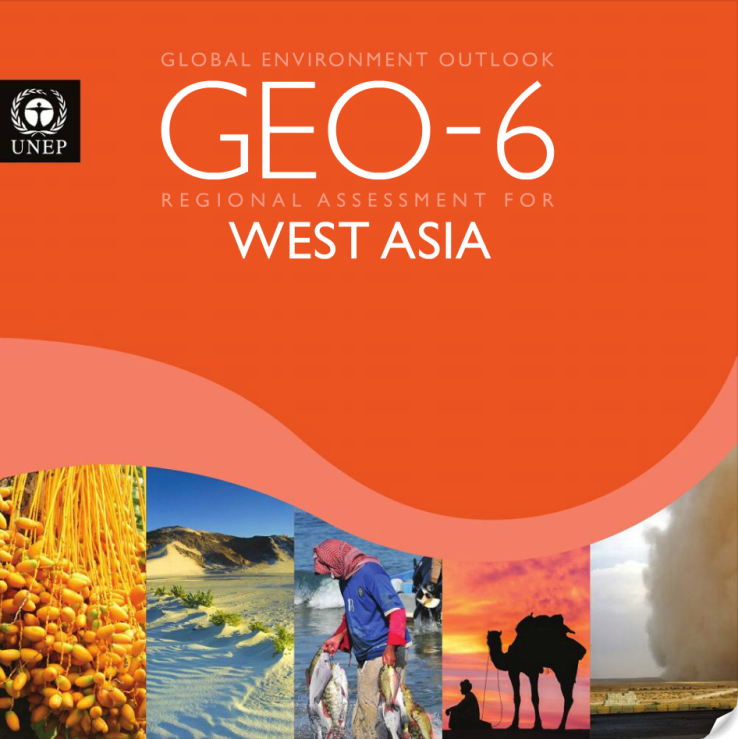 GLOBAL ENVIRONMENT OUTLOOK
GEO-6
UNEP
REGIONAL ASSESSMENT FOR
WEST ASIA